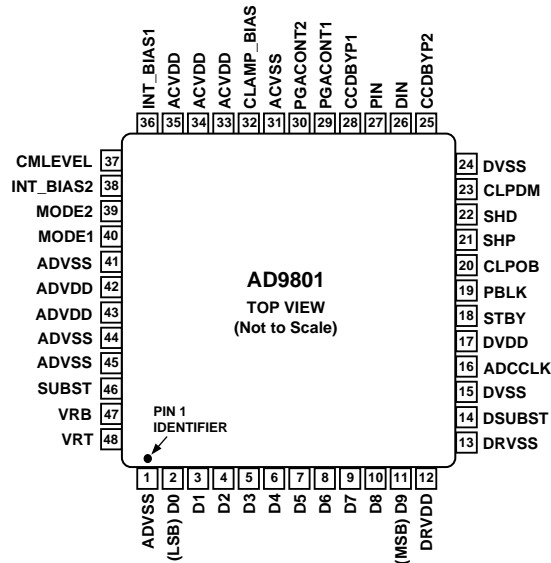 INT_BIAS1
ACVDD
ACVDD
ACVDD
CLAMP_BIAS
ACVSS
PGACONT2
PGACONT1
CCDBYP1
PIN
DIN
CCDBYP2
36 35 34 33 32 31 30 29 28 27 26 25
CMLEVEL 37
INT_BIAS2 38
MODE2 39
MODE1 40
ADVSS 41
ADVDD 42
ADVDD 43
ADVSS 44
ADVSS 45
SUBST 46
VRB 47
VRT 48
AD9801
TOP VIEW
(Not to Scale)
PIN 1
IDENTIFIER
24 DVSS
23 CLPDM
22 SHD
21 SHP
20 CLPOB
19 PBLK
18 STBY
17 DVDD
16 ADCCLK
15 DVSS
14 DSUBST
13 DRVSS
1 2 3 4 5 6 7 8 9 10 11 12
ADVSS
(LSB) D0
D1
D2
D3
D4
D5
D6
D7
D8
(MSB) D9
DRVDD